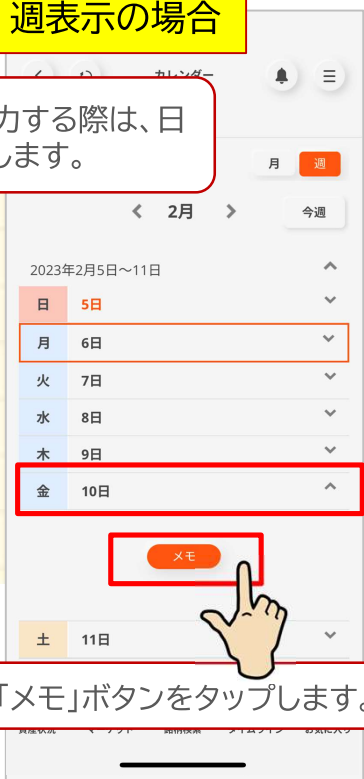 週表示の場合
カレンダー
力する際は、日
します。
月 週
2月 今週
2023年2月5日～11日
日 5日
月 6日
火 7日
水 8日
木 9日
金 10日
メモ
土 11日
「メモ」ボタンをタップします。